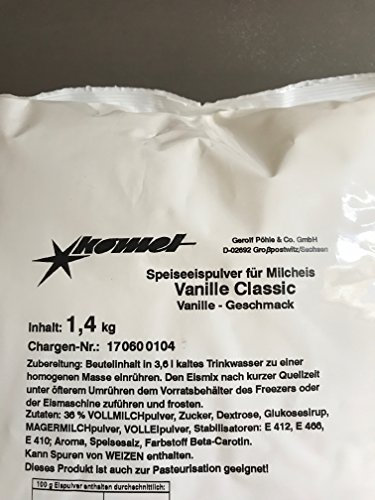 komet
Gerolf Pöhle & Co. GmbH
D-02692 Großpostwitz/Sachsen
Speiseeispulver für Milcheis
Vanille Classic
Vanille - Geschmack
Inhalt: 1,4 kg
Chargen-Nr.: 170600104
Zubereitung: Beutelinhalt in 3,6 l kaltes Trinkwasser zu einer
homogenen Masse einrühren. Den Eismix nach kurzer Quellzeit
unter öfterem Umrühren dem Vorratsbehälter des Freezers oder
der Eismaschine zuführen und frosten.
Zutaten: 36 % VOLLMILCHpulver, Zucker, Dextrose, Glukosesirup,
MAGERMILCHpulver, VOLLEIpulver, Stabilisatoren: E 412, E 466,
E 410; Aroma, Speisesalz, Farbstoff Beta-Carotin.
Kann Spuren von WEIZEN enthalten.
Dieses Produkt ist auch zur Pasteurisation geeignet!
100 g Eispulver enthalten durchschnittlich: